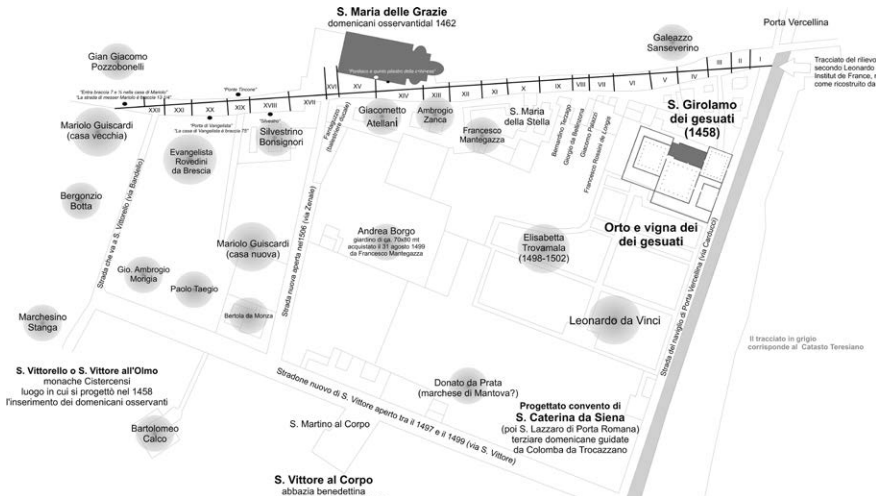 S. Maria delle Grazie
domenicani osservantidal 1462
Porta Vercellina
Gian Giacomo
Pozzobonelli
Galeazzo
Sanseverino
Tracciato del rilievo
secondo Leonardo
Institut de France, r
come ricostruito da
"Entra braccia 7 e ½ nella casa di Mariolo"
"La strada di messer Mariolo è braccia 13 1/4"
"Ponte Tincone"
I
II
III
IV
V
VI
VII
VIII
IX
X
XI
XII
XIII
XIV
XV
XVI
XVII
XVIII
XIX
XX
XXI
XXII
"Porta di Vangelista"
"La casa di Vangelista è braccia 75"
Mariolo Guiscardi
(casa vecchia)
Silvestrino
Bonsignori
Fontaguzzo
(balestriere ducale)
Giacometto
Atellani
Ambrogio
Zanca
Francesco
Mantegazza
S. Maria
della Stella
Bernardino Terzago
Giorgio da Bellinzona
Giacomo Palazzi
Francesco Rossini de Longis
S. Girolamo
dei gesuati
(1458)
Evangelista
Rovedini
da Brescia
Bergonzio
Botta
Strada che va a S. Vittorello (via Bandello)
Strada nuova aperta nel1506 (via Zenale)
Mariolo Guiscardi
(casa nuova)
Andrea Borgo
giardino di ca. 70x80 mt
acquistato il 31 agosto 1499
da Francesco Mantegazza
Elisabetta
Trovamala
(1498-1502)
Orto e vigna dei
dei gesuati
Gio. Ambrogio
Morigia
Paolo Taegio
Marchesino
Stanga
Bertola da Monza
Leonardo da Vinci
Strada del naviglio di Porta Vercellina (via Carducci)
Il tracciato in grigie
corrisponde al Catasto Teresiano
S. Vittorello o S. Vittore all'Olmo
monache Cistercensi
luogo in cui si progettò nel 1458
l'inserimento dei domenicani osservanti
Stradone nuovo di S. Vittore aperto tra il 1497 e il 1499 (via S. Vittore)
Donato da Prata
(marchese di Mantova?)
Progettato convento di
S. Caterina da Siena
(poi S. Lazzaro di Porta Romana)
terziare domenicane guidate
da Colomba da Trocazzano
Bartolomeo
Calco
S. Martino al Corpo
S. Vittore al Corpo
abbazia benedettina